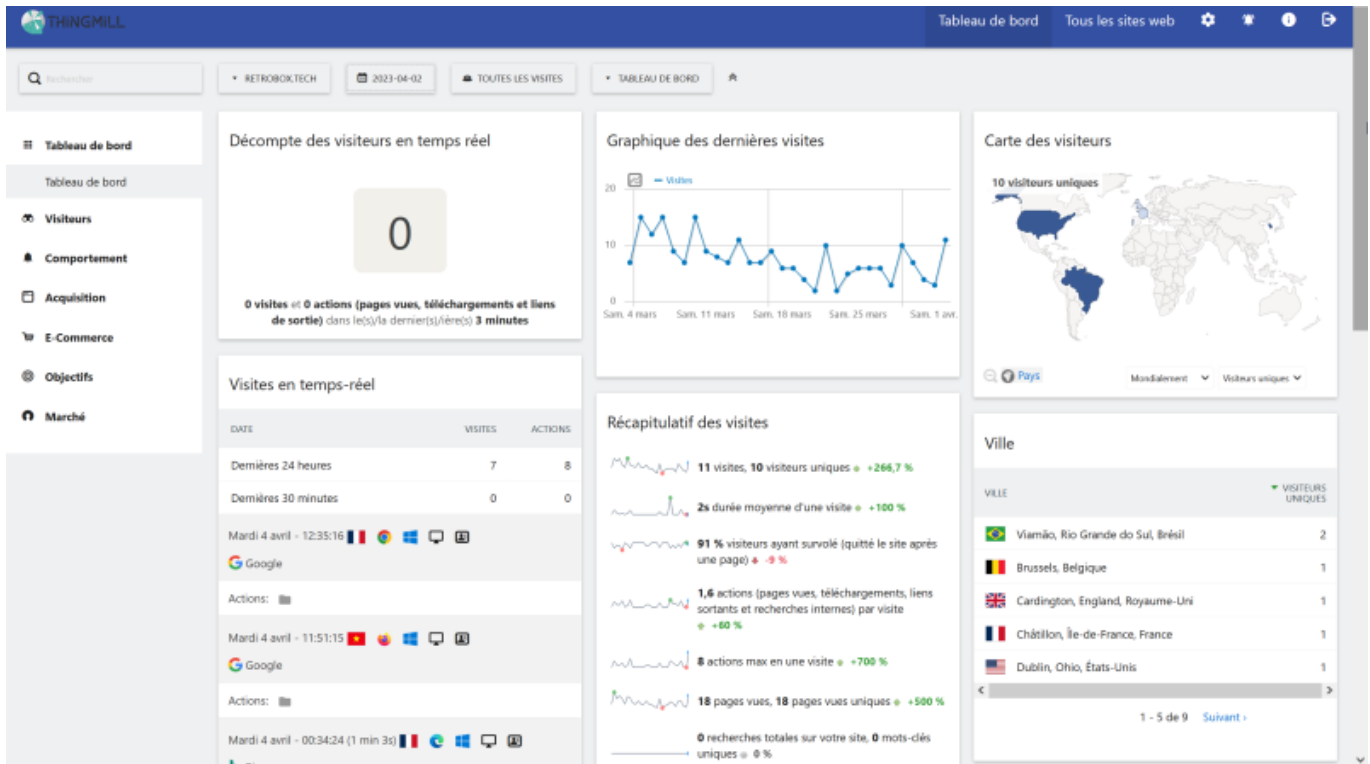 THINGMILL
Tableau de bord
Tous les sites web
Rechercher
RETROBOX.TECH
2023-04-02
TOUTES LES VISITES
TABLEAU DE BORD
Tableau de bord
Tableau de bord
Visiteurs
Comportement
Acquisition
E-Commerce
Objectifs
Marché
Décompte des visiteurs en temps réel
0
0 visites et 0 actions (pages vues, téléchargements et liens
de sortie) dans le(s)/la dernier(s)/ière(s) 3 minutes
Visites en temps-réel
DATE VISITES ACTIONS
Dernières 24 heures 7 8
Dernières 30 minutes 0 0
Mardi 4 avril - 12:35:16
Google
Actions:
Mardi 4 avril - 11:51:15
Google
Actions:
Mardi 4 avril - 00:34:24 (1 min 3s)
Graphique des dernières visites
Visites
20
10
0
Sam. 4 mars Sam. 11 mars Sam. 18 mars Sam. 25 mars Sam. 1 avr.
Récapitulatif des visites
11 visites, 10 visiteurs uniques +266,7 %
2s durée moyenne d'une visite +100 %
91 % visiteurs ayant survolé (quitté le site après
une page) -9 %
1,6 actions (pages vues, téléchargements, liens
sortants et recherches internes) par visite
+60 %
8 actions max en une visite +700 %
18 pages vues, 18 pages vues uniques +500 %
0 recherches totales sur votre site, 0 mots-clés
uniques 0 %
Carte des visiteurs
10 visiteurs uniques
Pays
Mondialement
Visiteurs uniques
Ville
VILLE VISITEURS
UNIQUES
Viamão, Rio Grande do Sul, Brésil 2
Brussels, Belgique 1
Cardington, England, Royaume-Uni 1
Châtillon, Île-de-France, France 1
Dublin, Ohio, États-Unis 1
1 - 5 de 9 Suivant ›